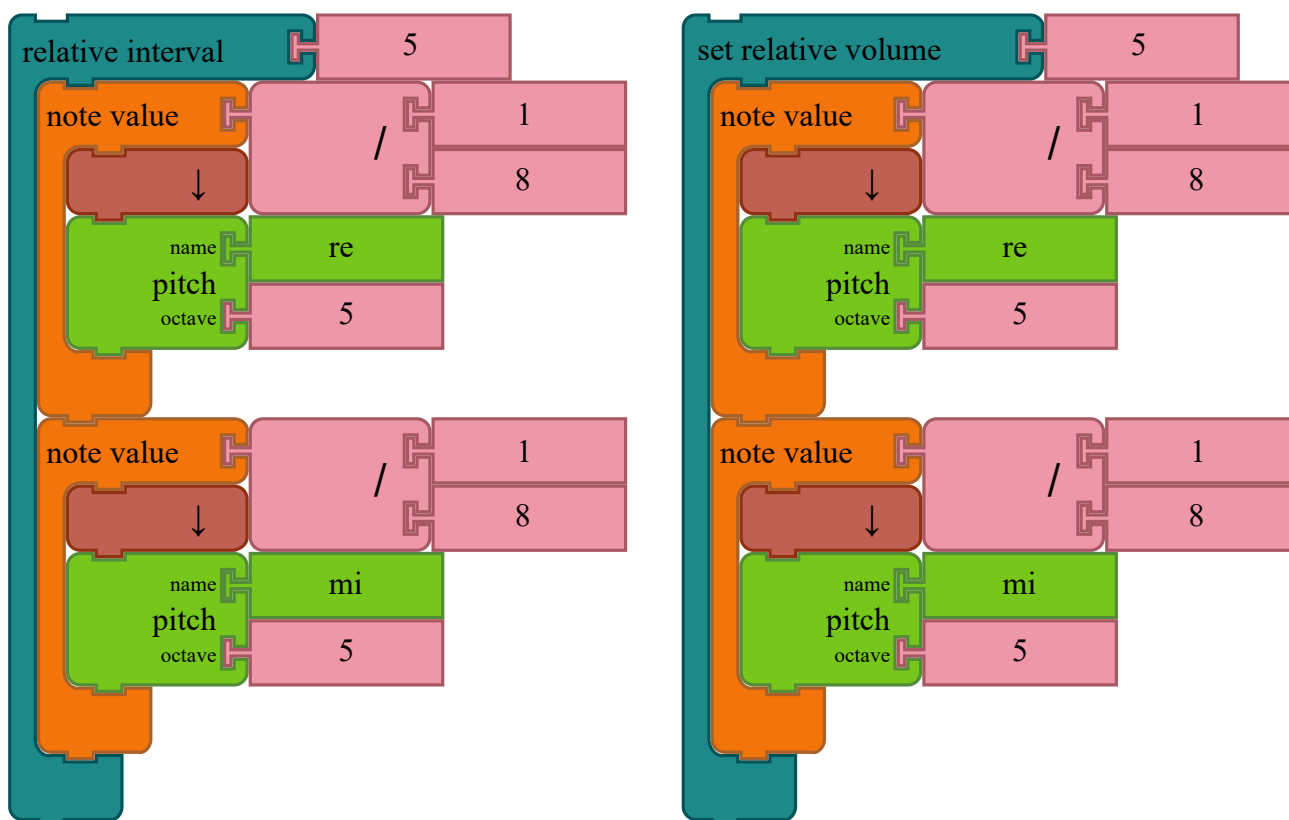 relative interval 5
note value / 1
8
↓
name re
pitch
octave 5
note value / 1
8
↓
name mi
pitch
octave 5
set relative volume 5
note value / 1
8
↓
name re
pitch
octave 5
note value / 1
8
↓
name mi
pitch
octave 5